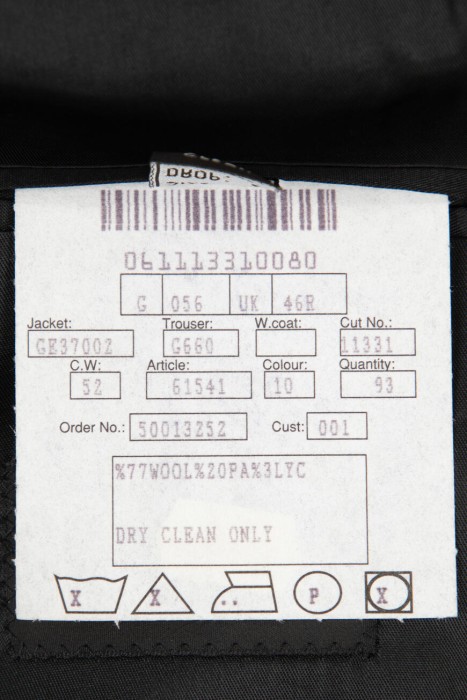 DROP:
061113310080
G 056 UK 46R
Jacket: Trouser: W.coat: Cut No.:
GE37002 G660 11331
C.W: Article: Colour: Quantity:
52 61541 10 93
Order No.: 50013252 Cust: 001
%77WOOL%20PA%3LYC
DRY CLEAN ONLY
X X P X